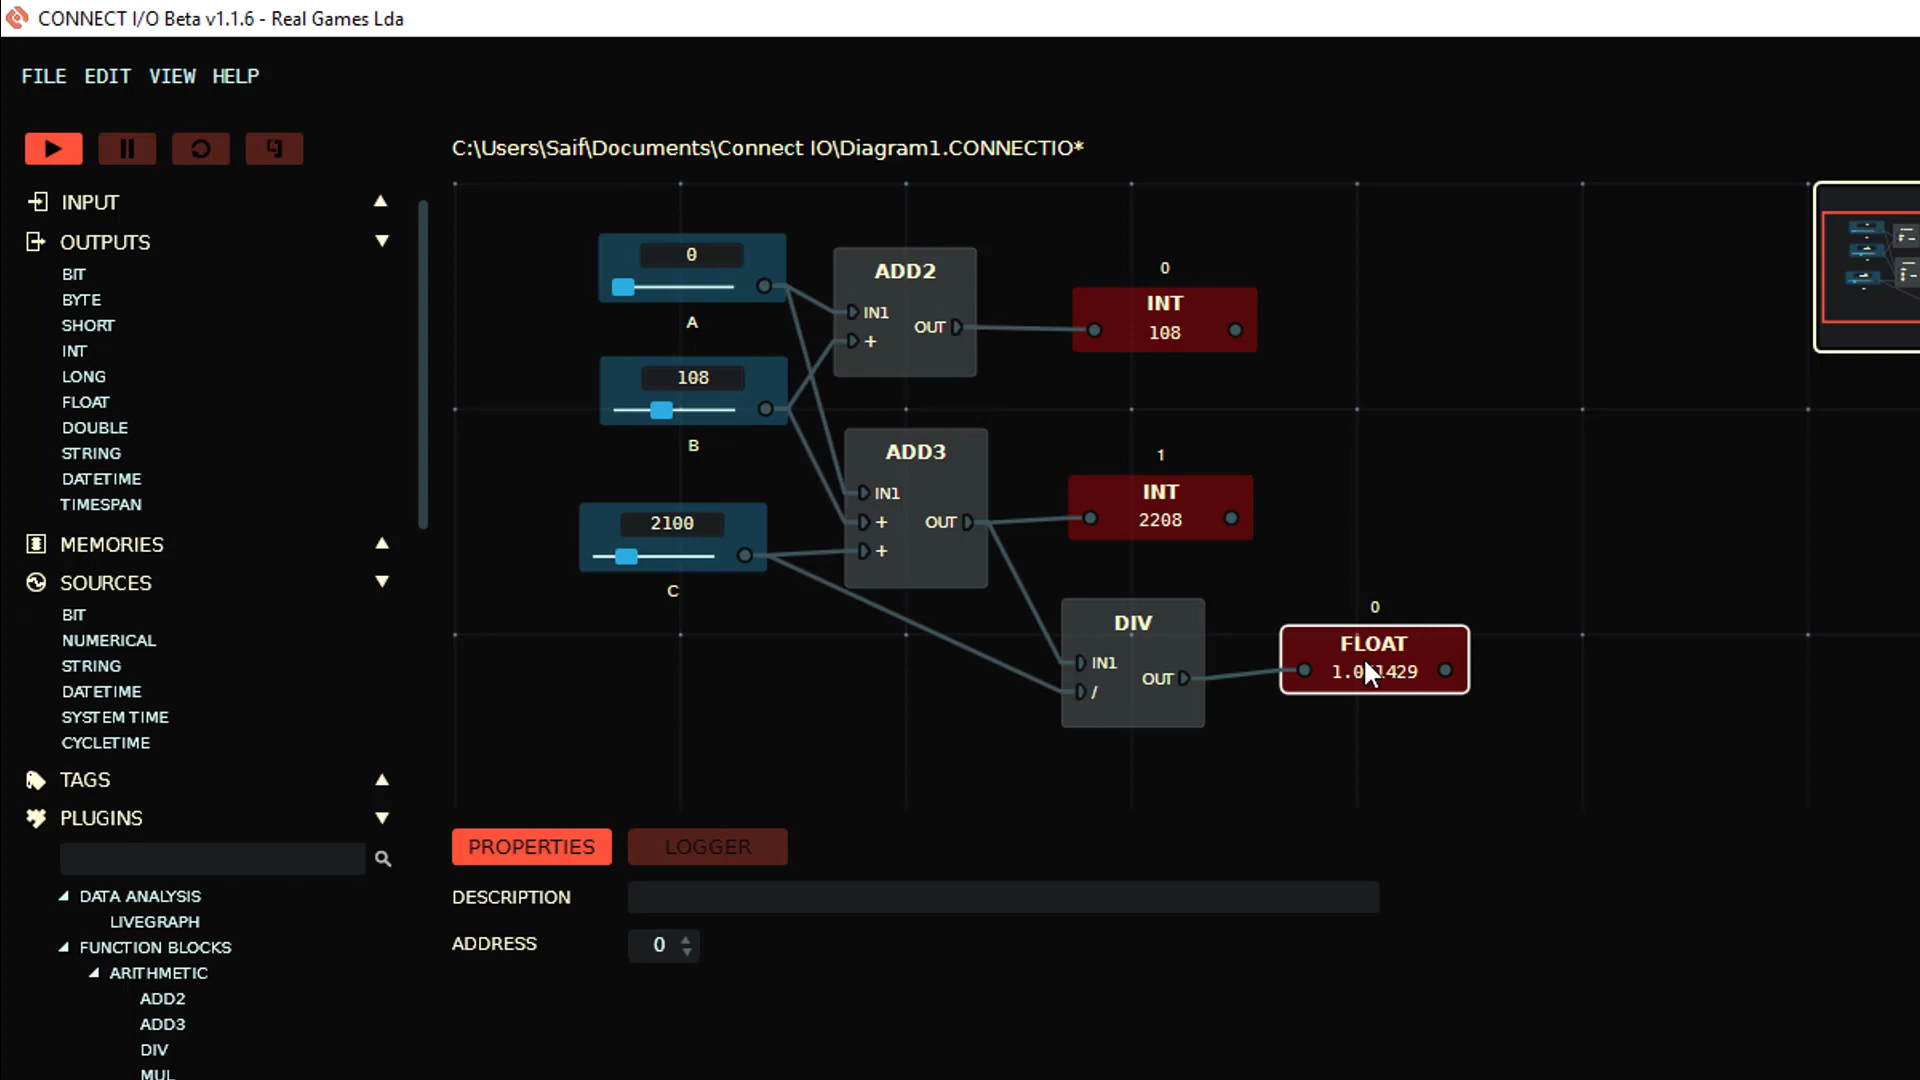 CONNECT I/O Beta v1.1.6 - Real Games Lda
FILE EDIT VIEW HELP
C:\Users\Saif\Documents\Connect IO\Diagram1.CONNECTIO*
INPUT
OUTPUTS
BIT
BYTE
SHORT
INT
LONG
FLOAT
DOUBLE
STRING
DATETIME
TIMESPAN
MEMORIES
SOURCES
BIT
NUMERICAL
STRING
DATETIME
SYSTEM TIME
CYCLETIME
TAGS
PLUGINS
DATA ANALYSIS
LIVEGRAPH
FUNCTION BLOCKS
ARITHMETIC
ADD2
ADD3
DIV
MUL
0
A
108
B
2100
C
ADD2
IN1
+
OUT
0
INT
108
ADD3
IN1
+
+
OUT
1
INT
2208
DIV
IN1
/
OUT
0
FLOAT
PROPERTIES
LOGGER
DESCRIPTION
ADDRESS
0